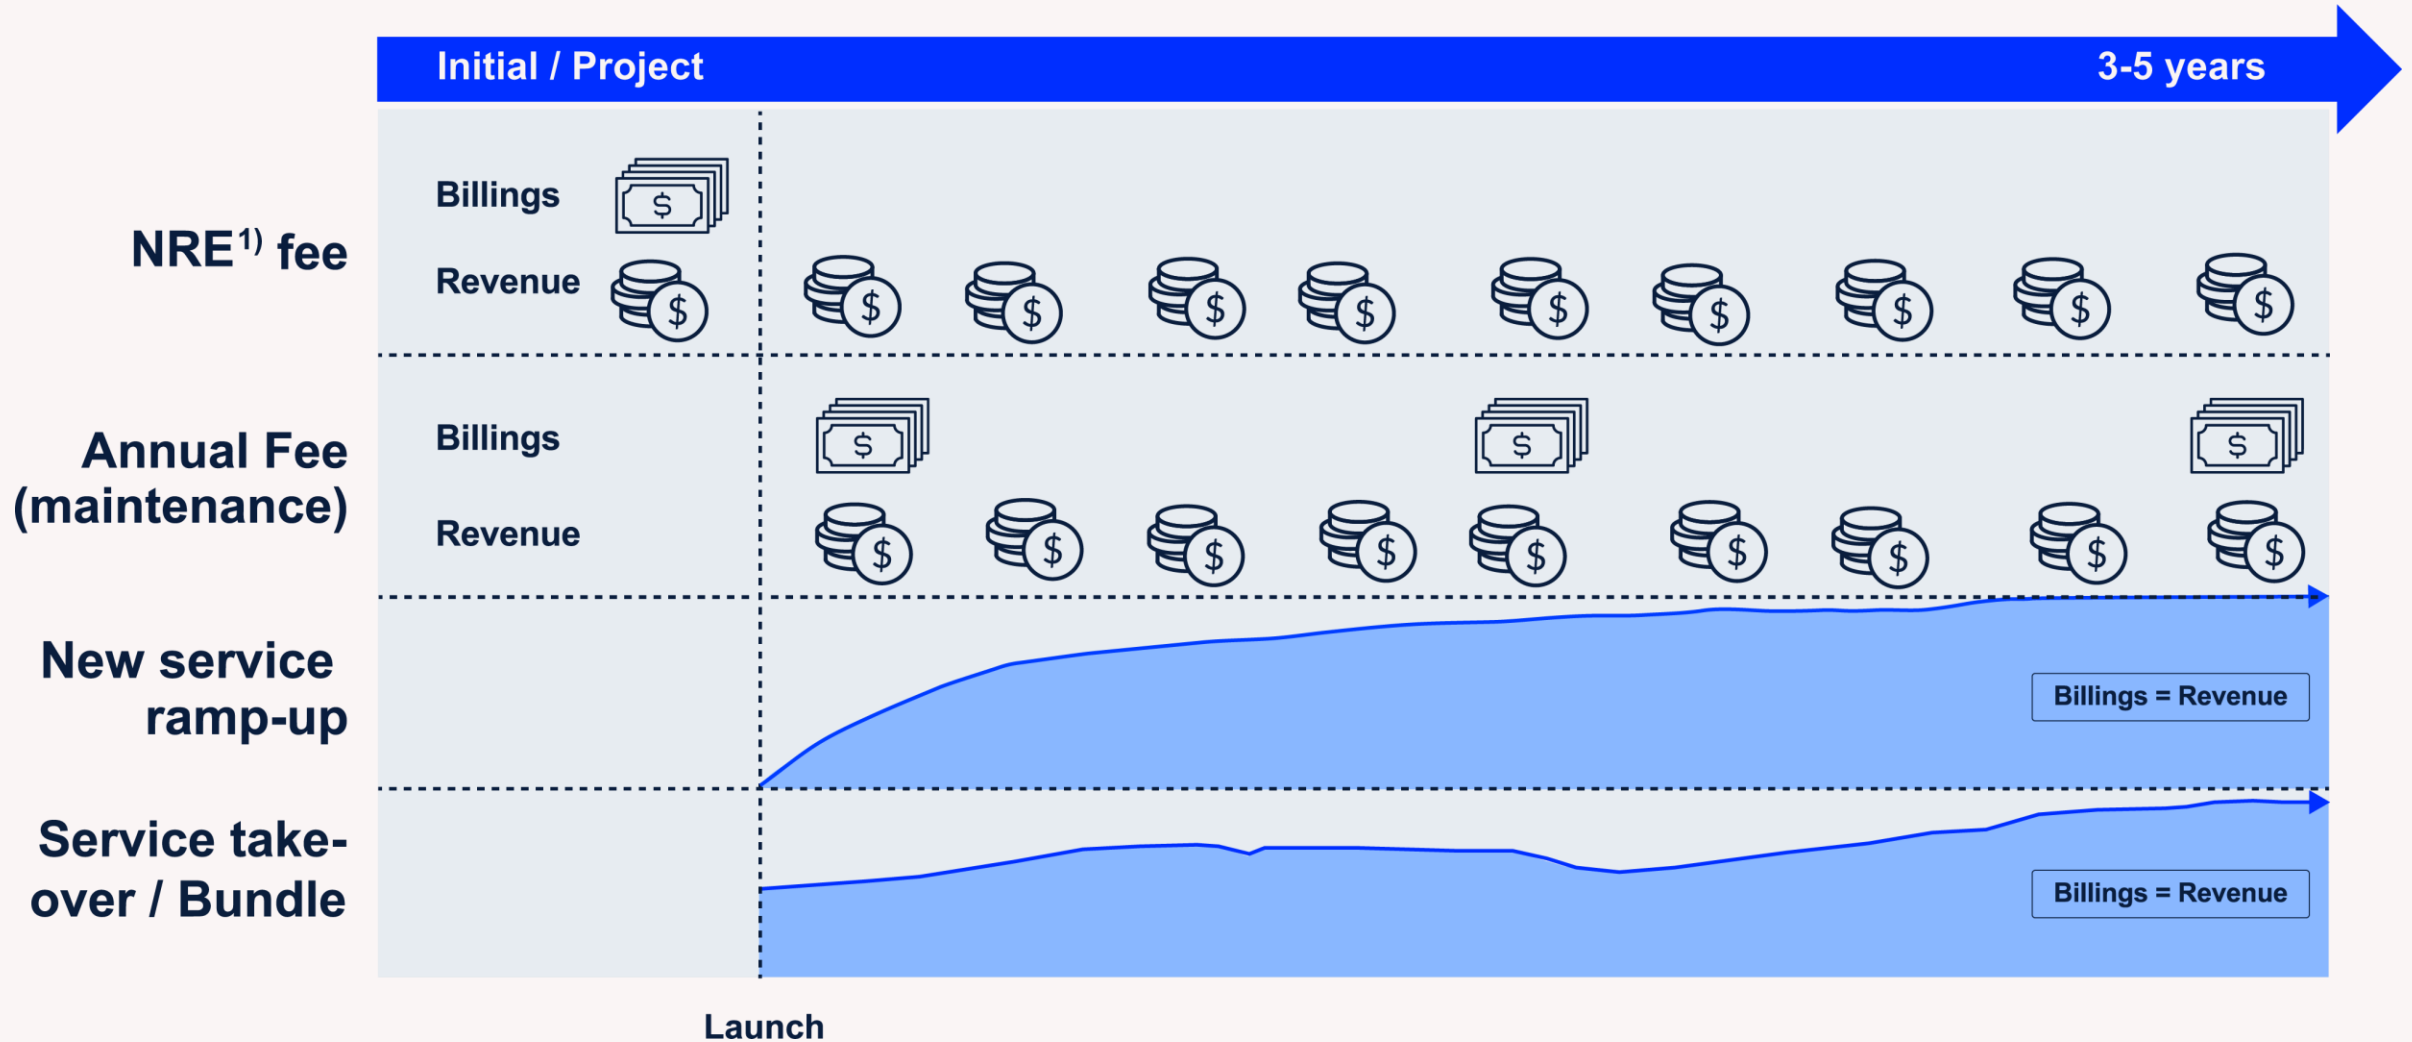 Initial / Project
3-5 years
NRE1) fee
Billings
$
Revenue
$ $ $ $ $ $ $ $ $ $
Annual Fee
(maintenance)
Billings
$ $ $
Revenue
$ $ $ $ $ $ $ $ $
New service
ramp-up
Billings = Revenue
Service take-
over / Bundle
Billings = Revenue
Launch